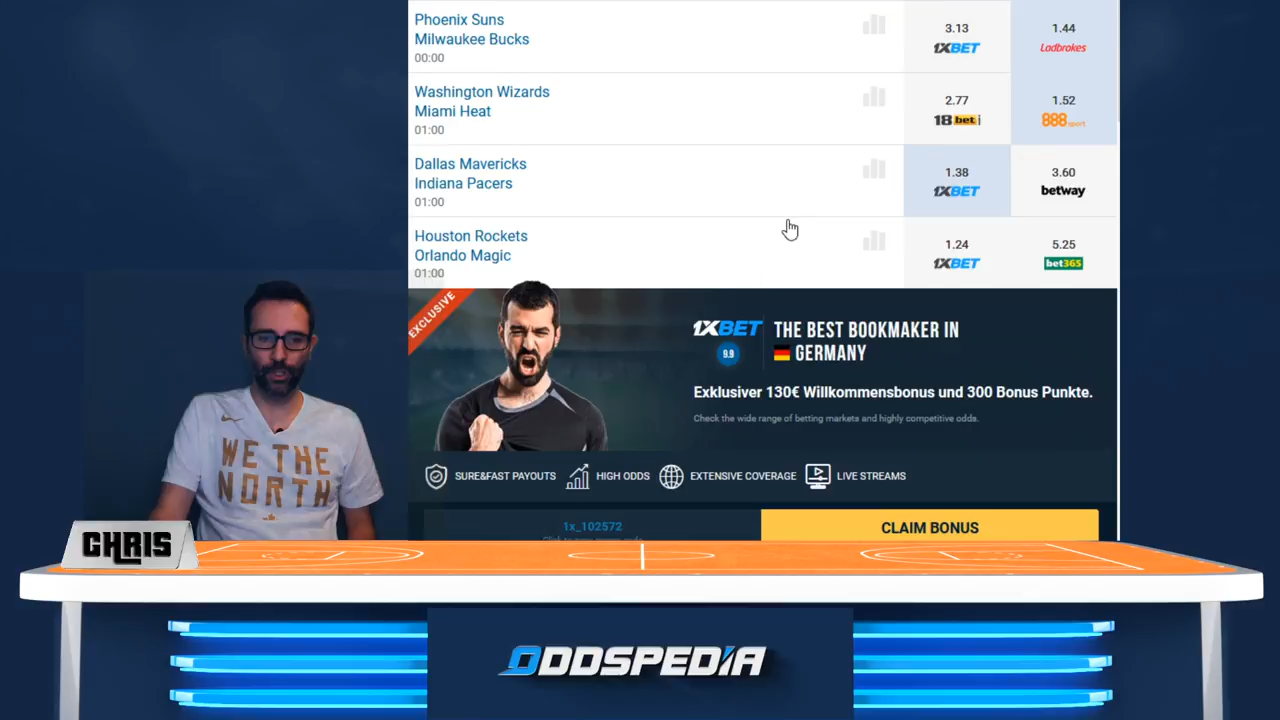 Phoenix Suns
Milwaukee Bucks
00:00
3.13
1XBET
1.44
Ladbrokes
Washington Wizards
Miami Heat
01:00
2.77
18bet
1.52
888sport
Dallas Mavericks
Indiana Pacers
01:00
1.38
1XBET
3.60
betway
Houston Rockets
Orlando Magic
01:00
1.24
1XBET
5.25
bet365
EXCLUSIVE
1XBET
9.9
THE BEST BOOKMAKER IN
GERMANY
Exklusiver 130€ Willkommensbonus und 300 Bonus Punkte.
Check the wide range of betting markets and highly competitive odds.
SURE&FAST PAYOUTS
HIGH ODDS
EXTENSIVE COVERAGE
LIVE STREAMS
1x_102572
CLAIM BONUS
WE THE
NORTH
CHRIS
ODDSPEDIA